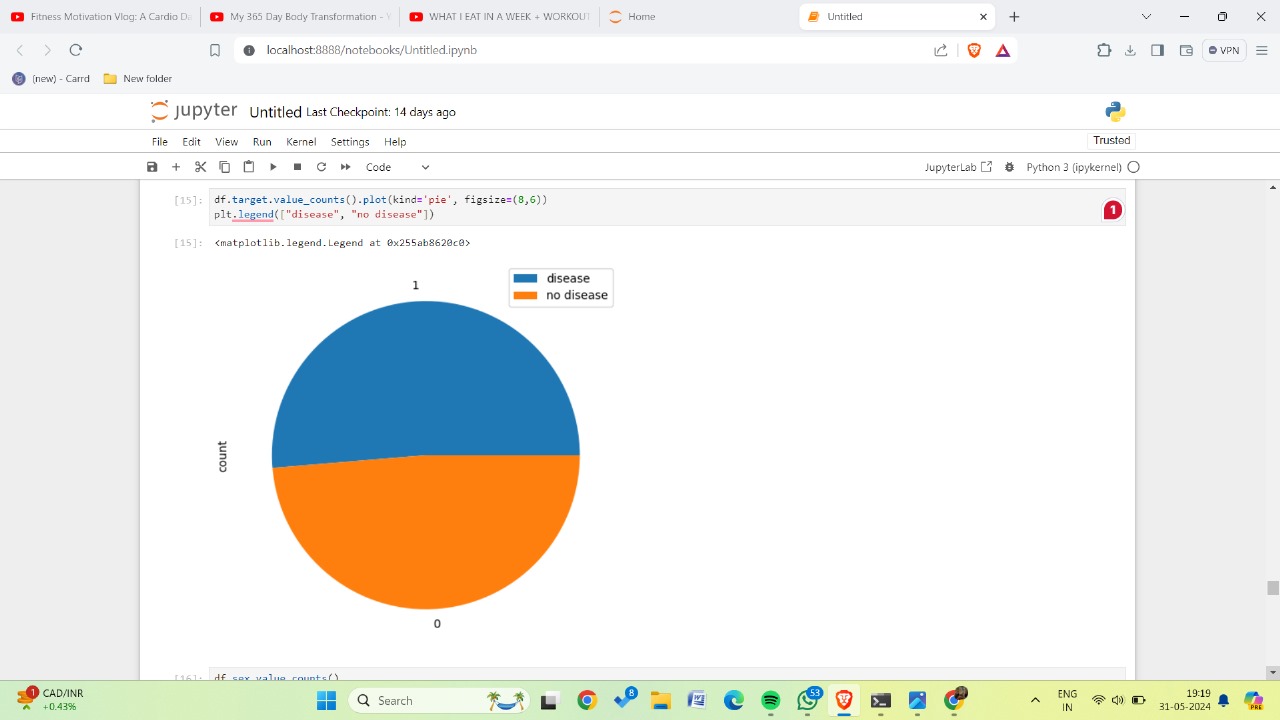 Fitness Motivation Vlog: A Cardio Da
My 365 Day Body Transformation - Y
WHAT I EAT IN A WEEK + WORKOUT
Home
Untitled
localhost:8888/notebooks/Untitled.ipynb
VPN
(new) - Carrd
New folder
jupyter Untitled Last Checkpoint: 14 days ago
File Edit View Run Kernel Settings Help
Trusted
Code
JupyterLab
Python 3 (ipykernel)
[15]: df.target.value_counts().plot(kind='pie', figsize=(8,6))
plt.legend(["disease", "no disease"])
1
[15]: <matplotlib.legend.Legend at 0x255ab8620c0>
disease
no disease
1
count
0
[16]: df.sex.value_counts()
1
CAD/INR
+0.43%
Search
8
53
ENG
IN
19:19
31-05-2024
PRE